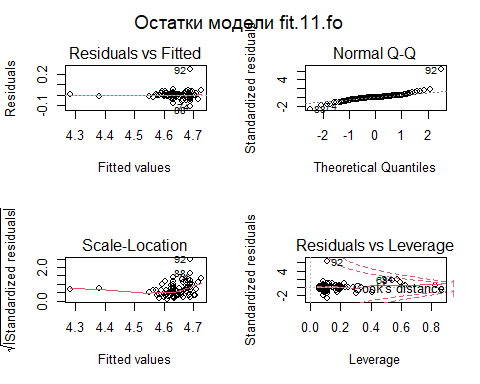 Остатки модели fit.11.fo
Residuals vs Fitted
Residuals
0.2
-0.1
92
88
4.3 4.4 4.5 4.6 4.7
Fitted values
Normal Q-Q
Standardized residuals
4
-2
92
-2 -1 0 1 2
Theoretical Quantiles
Scale-Location
√|Standardized residuals|
2.0
1.0
0.0
92
88
4.3 4.4 4.5 4.6 4.7
Fitted values
Residuals vs Leverage
Standardized residuals
4
-2
92
Cook's distance
1
1
0.0 0.2 0.4 0.6 0.8
Leverage